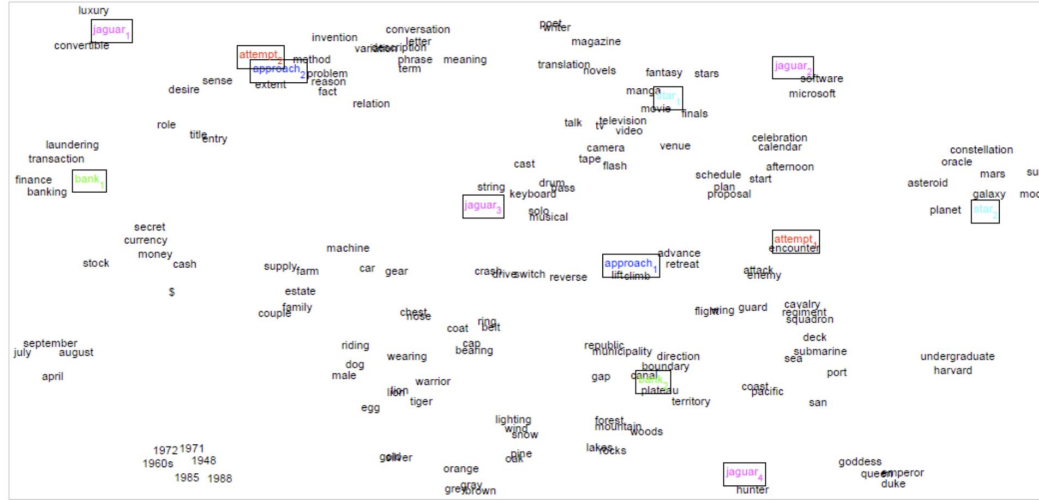 luxury
jaguar1
convertible
poet
writer
conversation
invention
letter
variation
description
magazine
attempt2
method
phrase
meaning
approach2
problem
term
translation
novels
fantasy
stars
jaguar2
software
sense
extent
reason
fact
desire
relation
manga
star1
microsoft
movie
finals
role
title
entry
talk
tv
television
video
venue
celebration
calendar
laundering
transaction
camera
tape
flash
constellation
oracle
finance
bank1
banking
cast
afternoon
mars
su
schedule
start
plan
proposal
asteroid
string
keyboard
drum
bass
galaxy
moo
jaguar3
solo
musical
planet
star2
secret
currency
money
attempt1
encounter
machine
stock
cash
supply
farm
car
gear
crash
drive
switch
reverse
approach1
lift
climb
advance
retreat
attack
enemy
$
estate
family
couple
chest
nose
ring
belt
coat
flight
wing
guard
cavalry
regiment
squadron
september
july
august
riding
wearing
cap
bearing
republic
municipality
direction
boundary
deck
submarine
sea
undergraduate
harvard
april
dog
male
lion
warrior
tiger
gap
canal
bank2
plateau
territory
coast
pacific
port
san
egg
lighting
wind
snow
forest
mountain
woods
1972
1971
1960s
1948
1985
1988
gold
silver
pine
oak
lakes
rocks
orange
gray
grey
brown
jaguar4
hunter
goddess
queen
emperor
duke